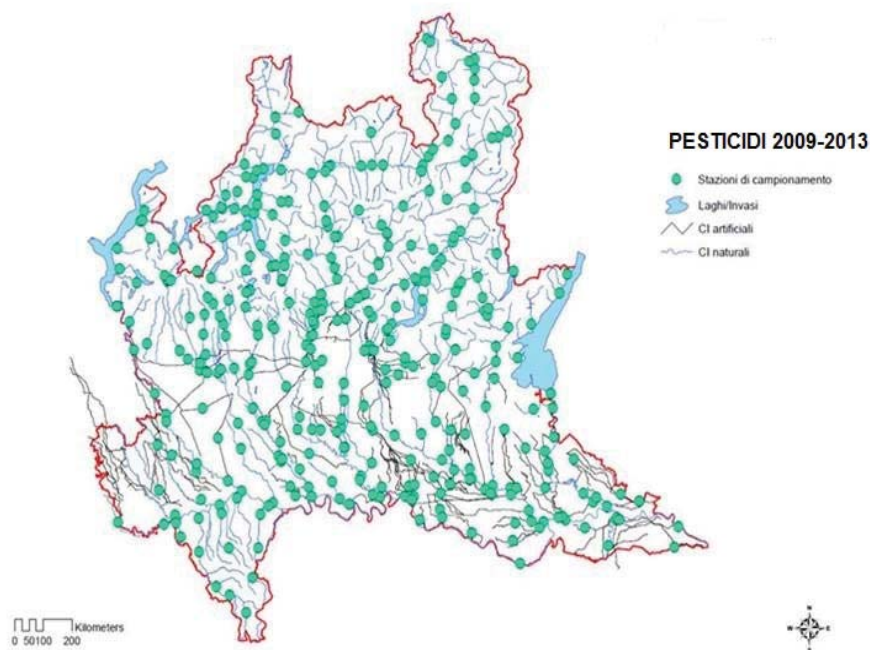 PESTICIDI 2009-2013
Stazioni di campionamento
Laghi/Invasi
CI artificiali
CI naturali
Kilometers
0 50100 200
N
W E
S